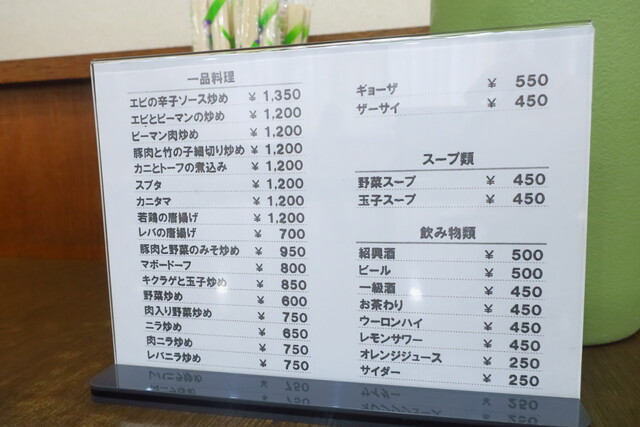 一品料理
エビの辛子ソース炒め ¥ 1,350
エビとピーマンの炒め ¥ 1,200
ピーマン肉炒め ¥ 1,200
豚肉と竹の子細切り炒め ¥ 1,200
カニとトーフの煮込み ¥ 1,200
スブタ ¥ 1,200
カニタマ ¥ 1,200
若鶏の唐揚げ ¥ 1,200
レバの唐揚げ ¥ 700
豚肉と野菜のみそ炒め ¥ 950
マボードーフ ¥ 800
キクラゲと玉子炒め ¥ 850
野菜炒め ¥ 600
肉入り野菜炒め ¥ 750
ニラ炒め ¥ 650
肉ニラ炒め ¥ 750
レバニラ炒め ¥ 750
ギョーザ ¥ 550
ザーサイ ¥ 450
スープ類
野菜スープ ¥ 450
玉子スープ ¥ 450
飲み物類
紹興酒 ¥ 500
ビール ¥ 500
一級酒 ¥ 450
お茶わり ¥ 450
ウーロンハイ ¥ 450
レモンサワー ¥ 450
オレンジジュース ¥ 250
サイダー ¥ 250